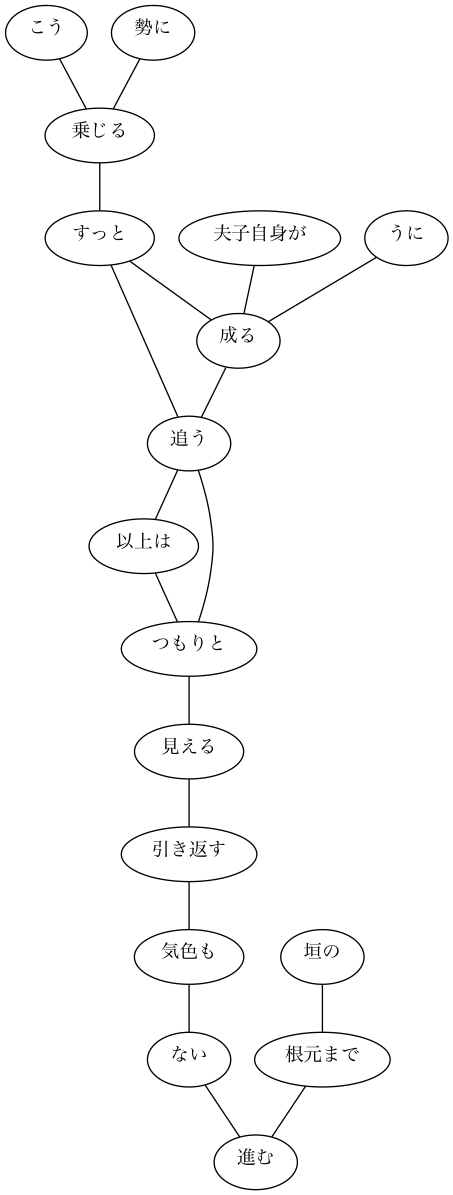 こう
勢に
乗じる
すっと
夫子自身が
うに
成る
追う
以上は
つもりと
見える
引き返す
気色も
垣の
ない
根元まで
進む